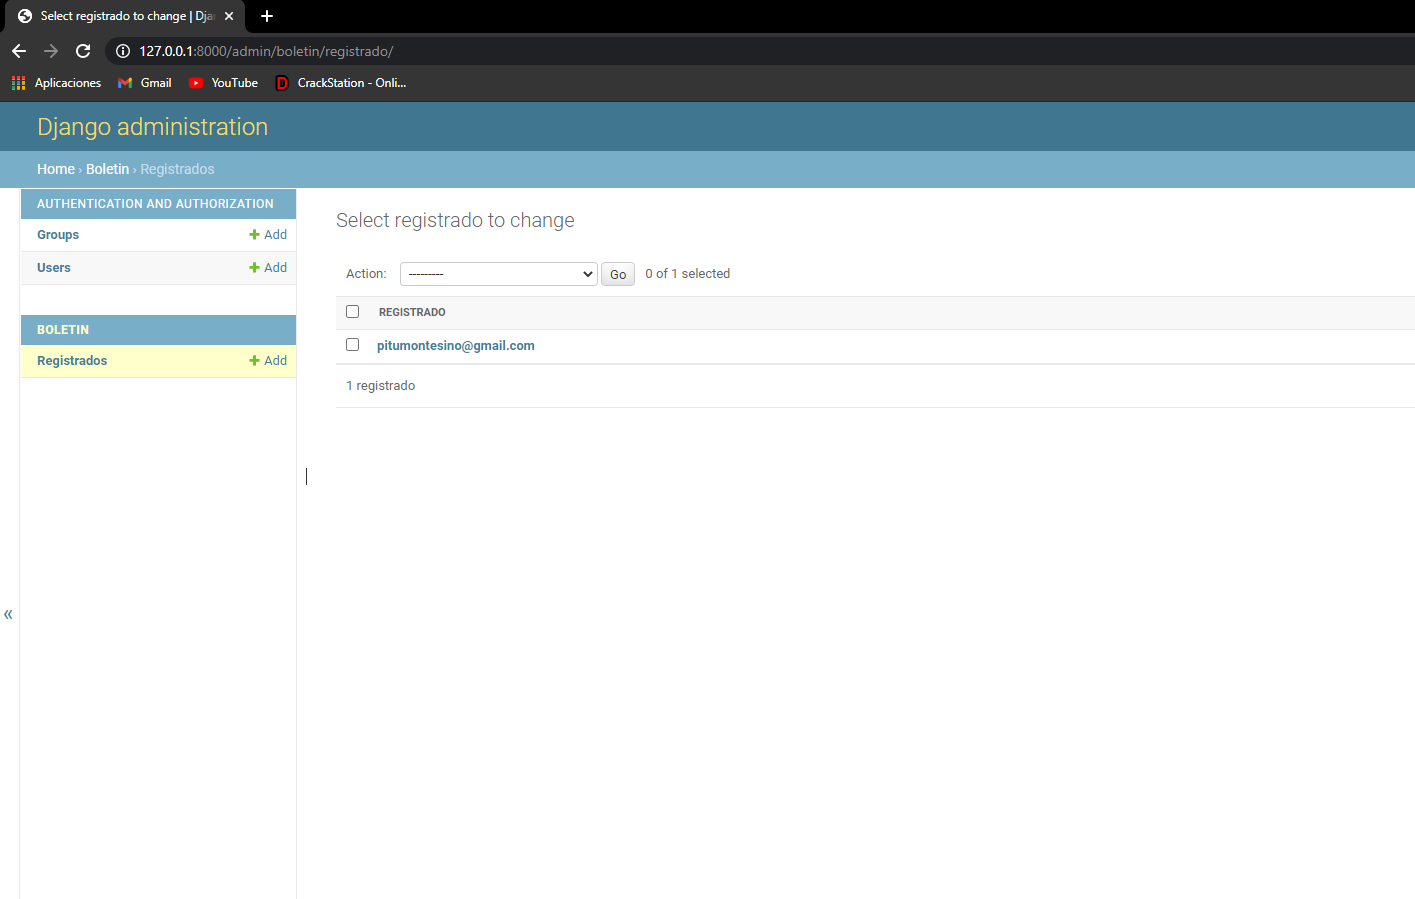 Select registrado to change | Dja
127.0.0.1:8000/admin/boletin/registrado/
Aplicaciones Gmail YouTube D CrackStation - Onli...
Django administration
Home › Boletin › Registrados
AUTHENTICATION AND AUTHORIZATION
Groups + Add
Users + Add
BOLETIN
Registrados + Add
«
Select registrado to change
Action: --------- Go 0 of 1 selected
REGISTRADO
pitumontesino@gmail.com
1 registrado